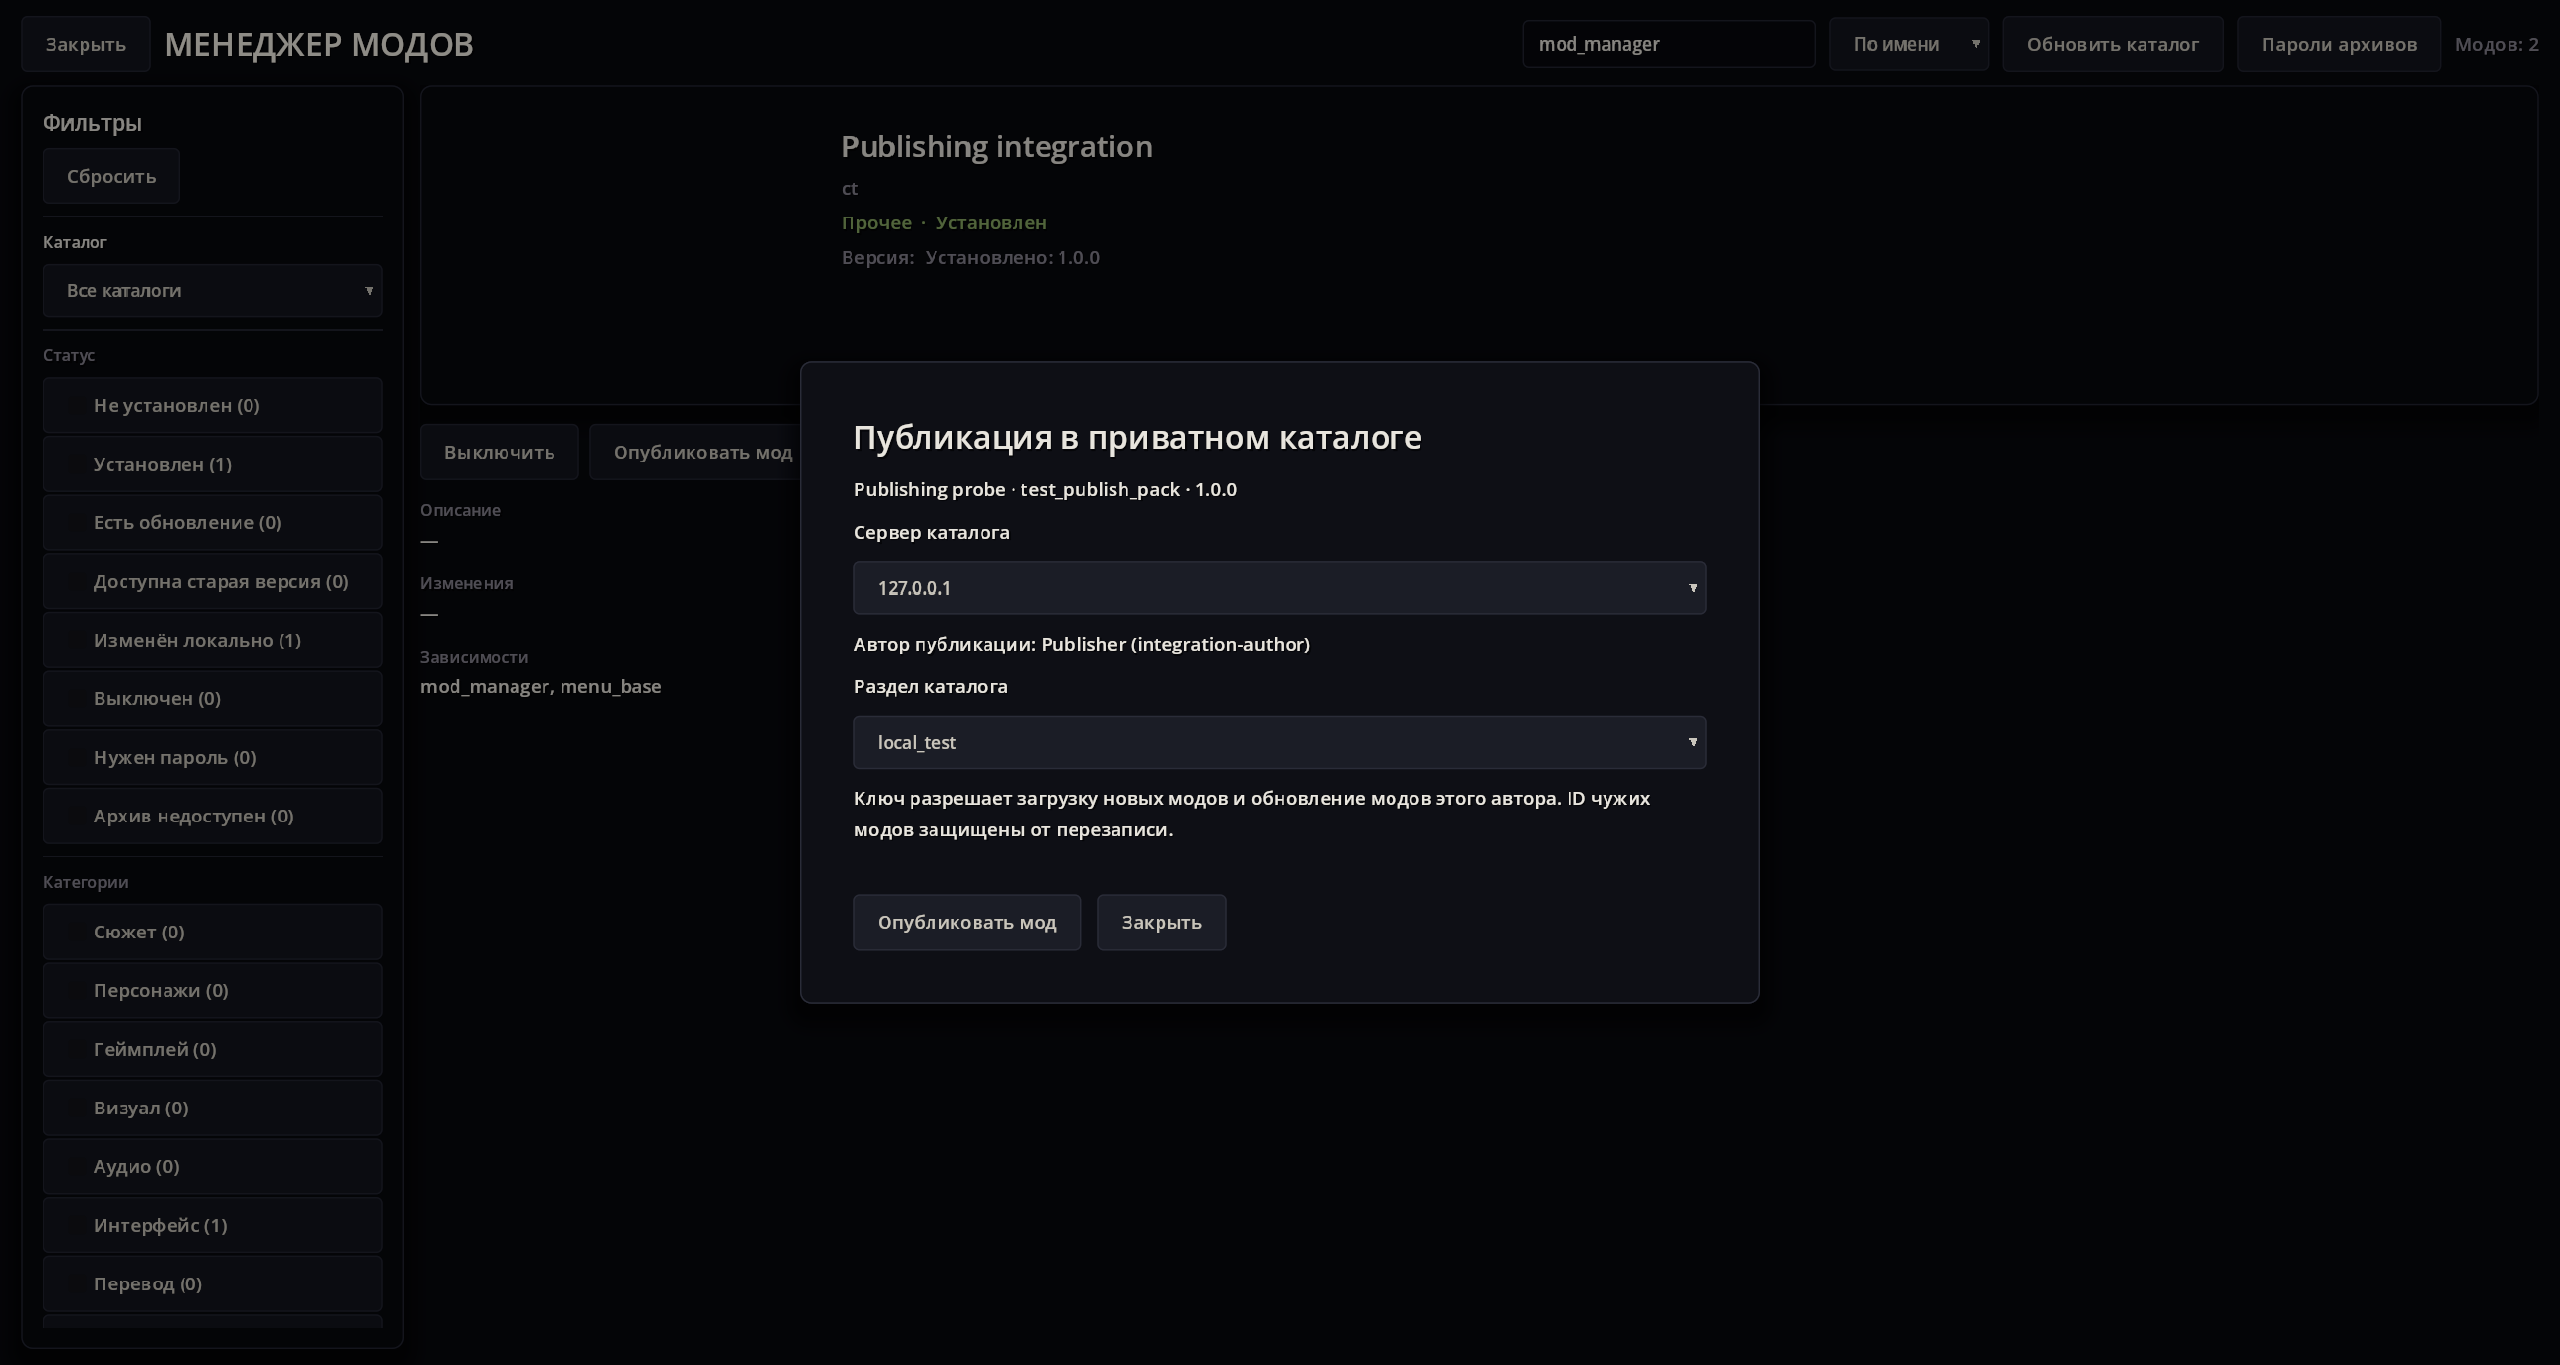 Закрыть
МЕНЕДЖЕР МОДОВ
mod_manager
По имени
Обновить каталог
Пароли архивов
Модов: 2
Фильтры
Сбросить
Каталог
Все каталоги
Статус
Не установлен (0)
Установлен (1)
Есть обновление (0)
Доступна старая версия (0)
Изменён локально (1)
Выключен (0)
Нужен пароль (0)
Архив недоступен (0)
Категории
Сюжет (0)
Персонажи (0)
Геймплей (0)
Визуал (0)
Аудио (0)
Интерфейс (1)
Перевод (0)
Publishing integration
ct
Прочее · Установлен
Версия: Установлено: 1.0.0
Выключить
Опубликовать мод
Описание
—
Изменения
—
Зависимости
mod_manager, menu_base
Публикация в приватном каталоге
Publishing probe · test_publish_pack · 1.0.0
Сервер каталога
127.0.0.1
Автор публикации: Publisher (integration-author)
Раздел каталога
local_test
Ключ разрешает загрузку новых модов и обновление модов этого автора. ID чужих
модов защищены от перезаписи.
Опубликовать мод
Закрыть